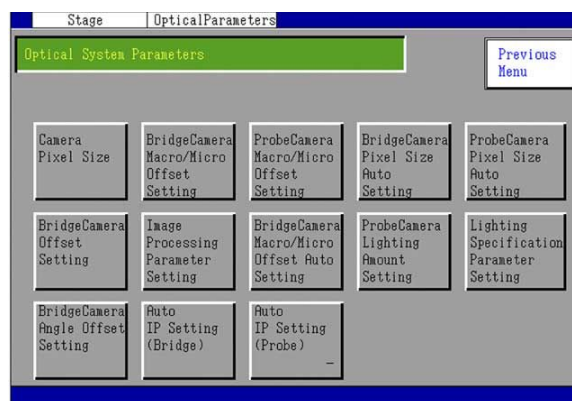 Stage
OpticalParameters
Optical System Parameters
Previous
Menu
Camera
Pixel Size
BridgeCamera
Macro/Micro
Offset
Setting
ProbeCamera
Macro/Micro
Offset
Setting
BridgeCamera
Pixel Size
Auto
Setting
ProbeCamera
Pixel Size
Auto
Setting
BridgeCamera
Offset
Setting
Image
Processing
Parameter
Setting
BridgeCamera
Macro/Micro
Offset Auto
Setting
ProbeCamera
Lighting
Amount
Setting
Lighting
Specification
Parameter
Setting
BridgeCamera
Angle Offset
Setting
Auto
IP Setting
(Bridge)
Auto
IP Setting
(Probe)
_